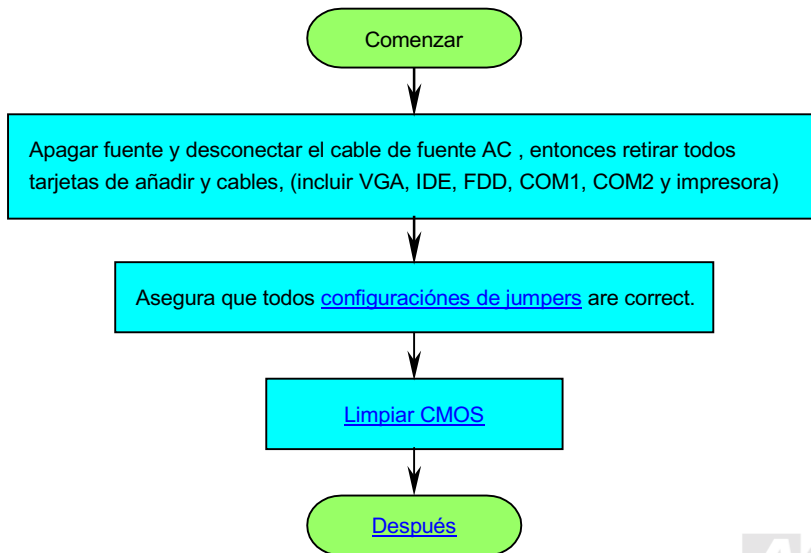 Comenzar
Apagar fuente y desconectar el cable de fuente AC , entonces retirar todos
tarjetas de añadir y cables, (incluir VGA, IDE, FDD, COM1, COM2 y impresora)
Asegura que todos configuraciónes de jumpers are correct.
Limpiar CMOS
Después